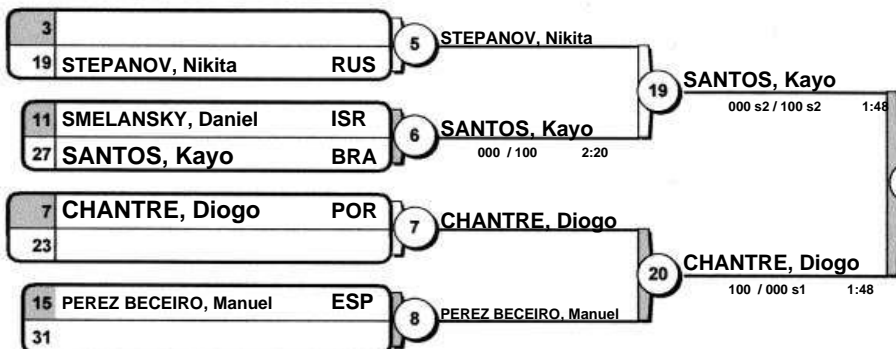 3
19 STEPANOV, Nikita RUS
5
STEPANOV, Nikita
11 SMELANSKY, Daniel ISR
27 SANTOS, Kayo BRA
6
SANTOS, Kayo
000 / 100 2:20
19
SANTOS, Kayo
000 s2 / 100 s2 1:48
7 CHANTRE, Diogo POR
23
7
CHANTRE, Diogo
15 PEREZ BECEIRO, Manuel ESP
31
8
PEREZ BECEIRO, Manuel
20
CHANTRE, Diogo
100 / 000 s1 1:48